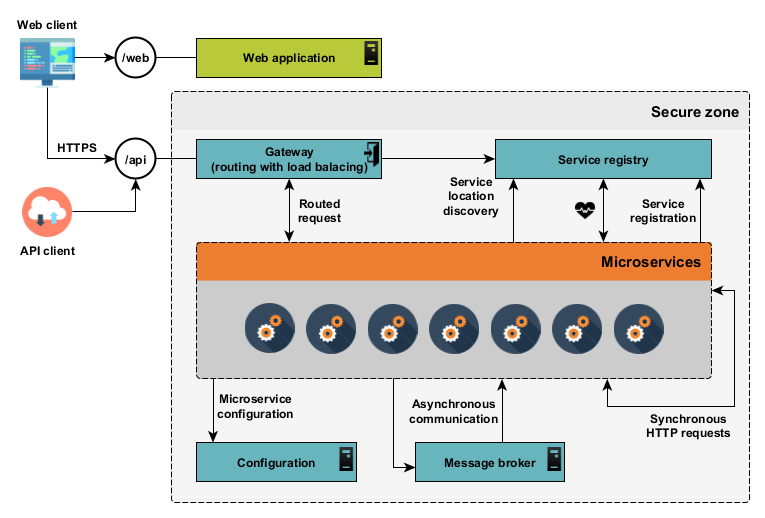 Web client
/web
Web application
Secure zone
HTTPS
/api
Gateway
(routing with load balacing)
Service registry
API client
Routed
request
Service
location
discovery
Service
registration
Microservices
Microservice
configuration
Asynchronous
communication
Synchronous
HTTP requests
Configuration
Message broker